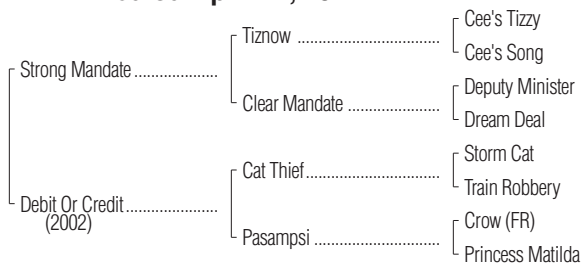 Cee's Tizzy
Tiznow
Cee's Song
Strong Mandate
Deputy Minister
Clear Mandate
Dream Deal
Storm Cat
Cat Thief
Train Robbery
Debit Or Credit
(2002)
Crow (FR)
Pasampsi
Princess Matilda